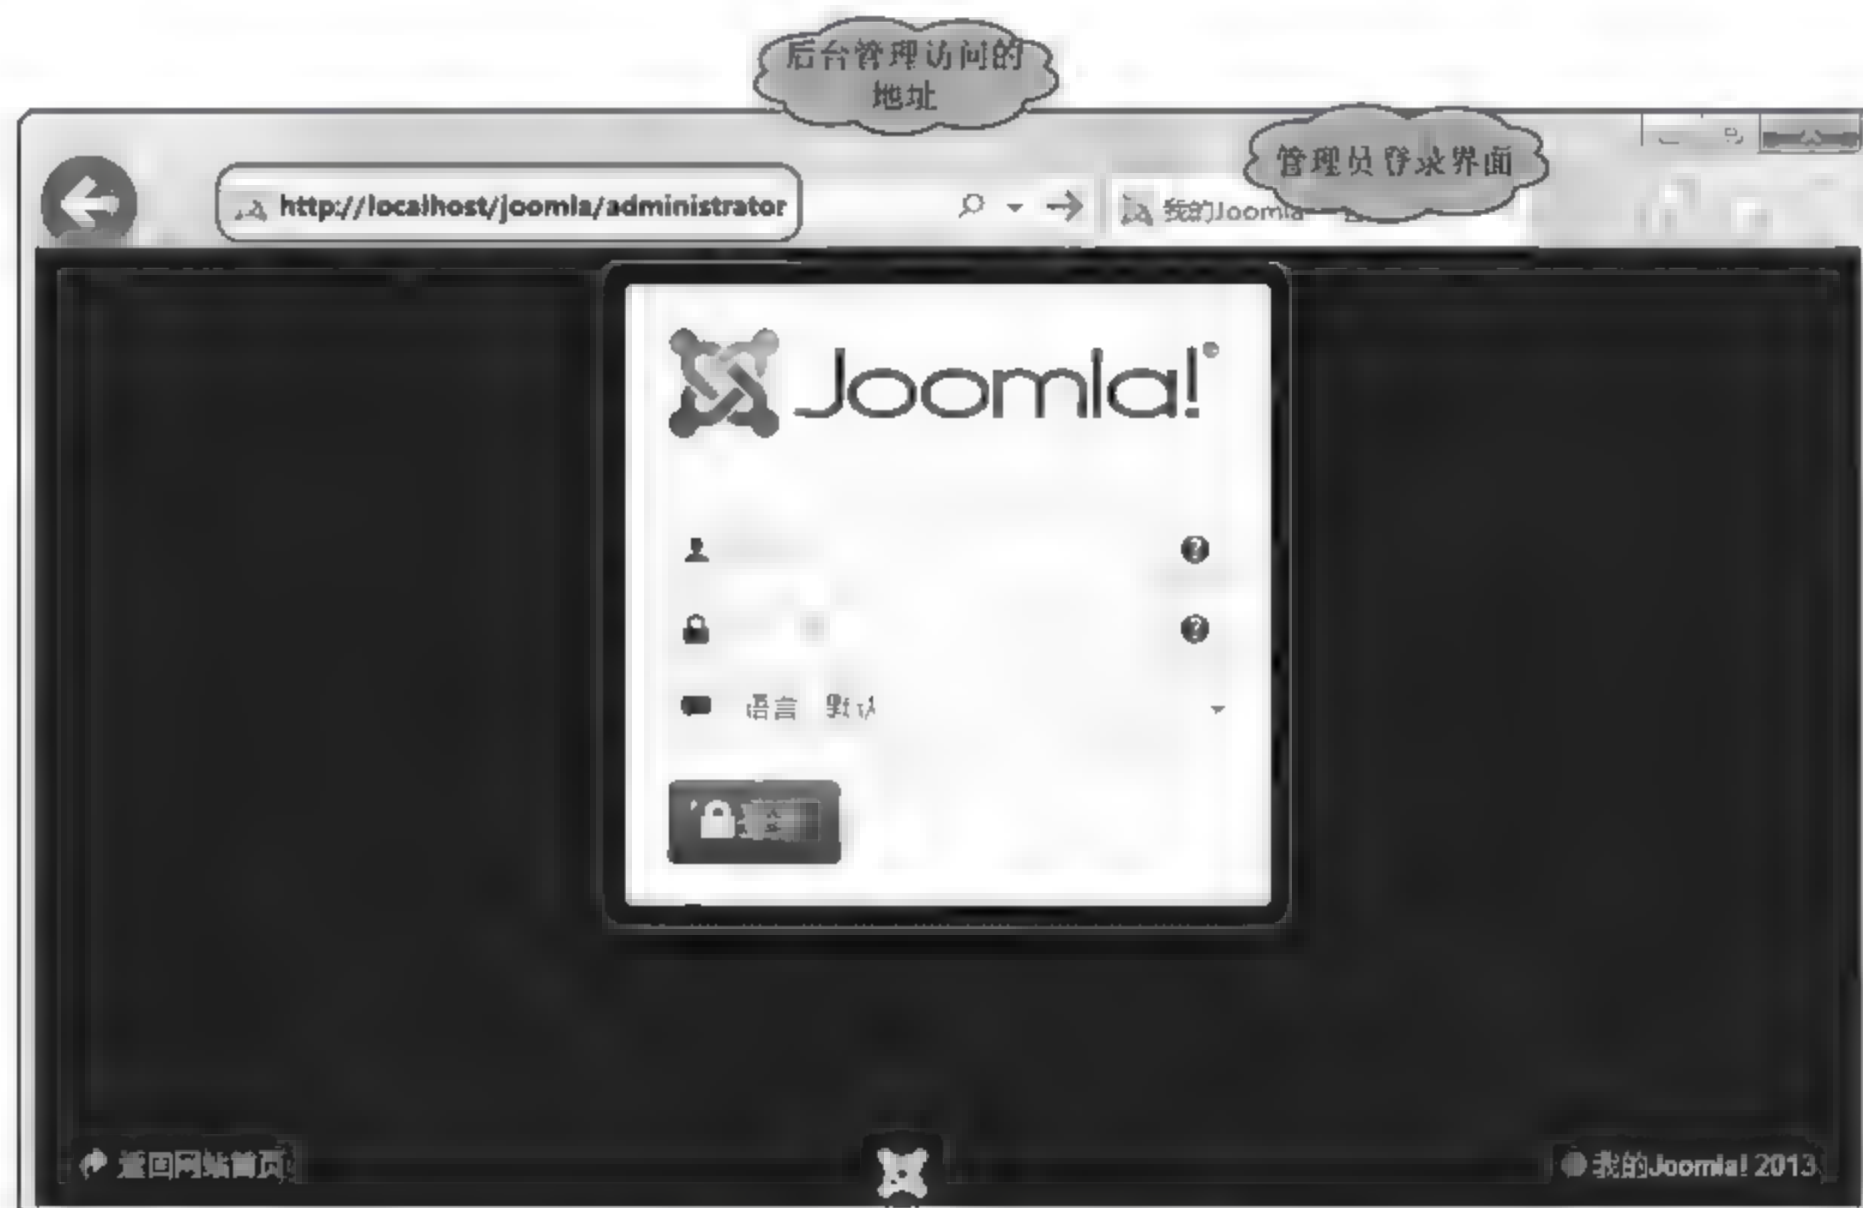 后台管理访问的
地址
管理员登录界面
http://localhost/joomla/administrator
我的Joomla
Joomla!
语言 默认
返回网站首页
我的Joomla! 2013